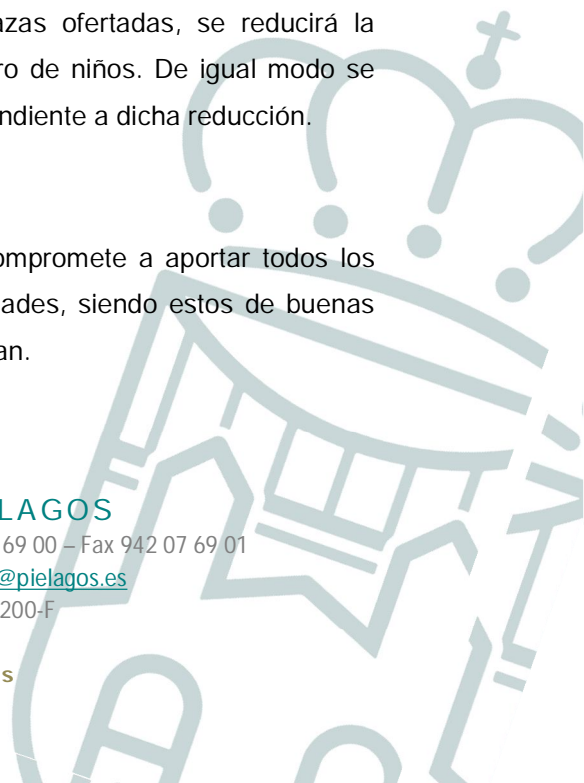 azas ofertadas, se reducirá la
ro de niños. De igual modo se
ndiente a dicha reducción.
ompromete a aportar todos los
dades, siendo estos de buenas
an.
LAGOS
69 00 – Fax 942 07 69 01
@pielagos.es
200-F
s